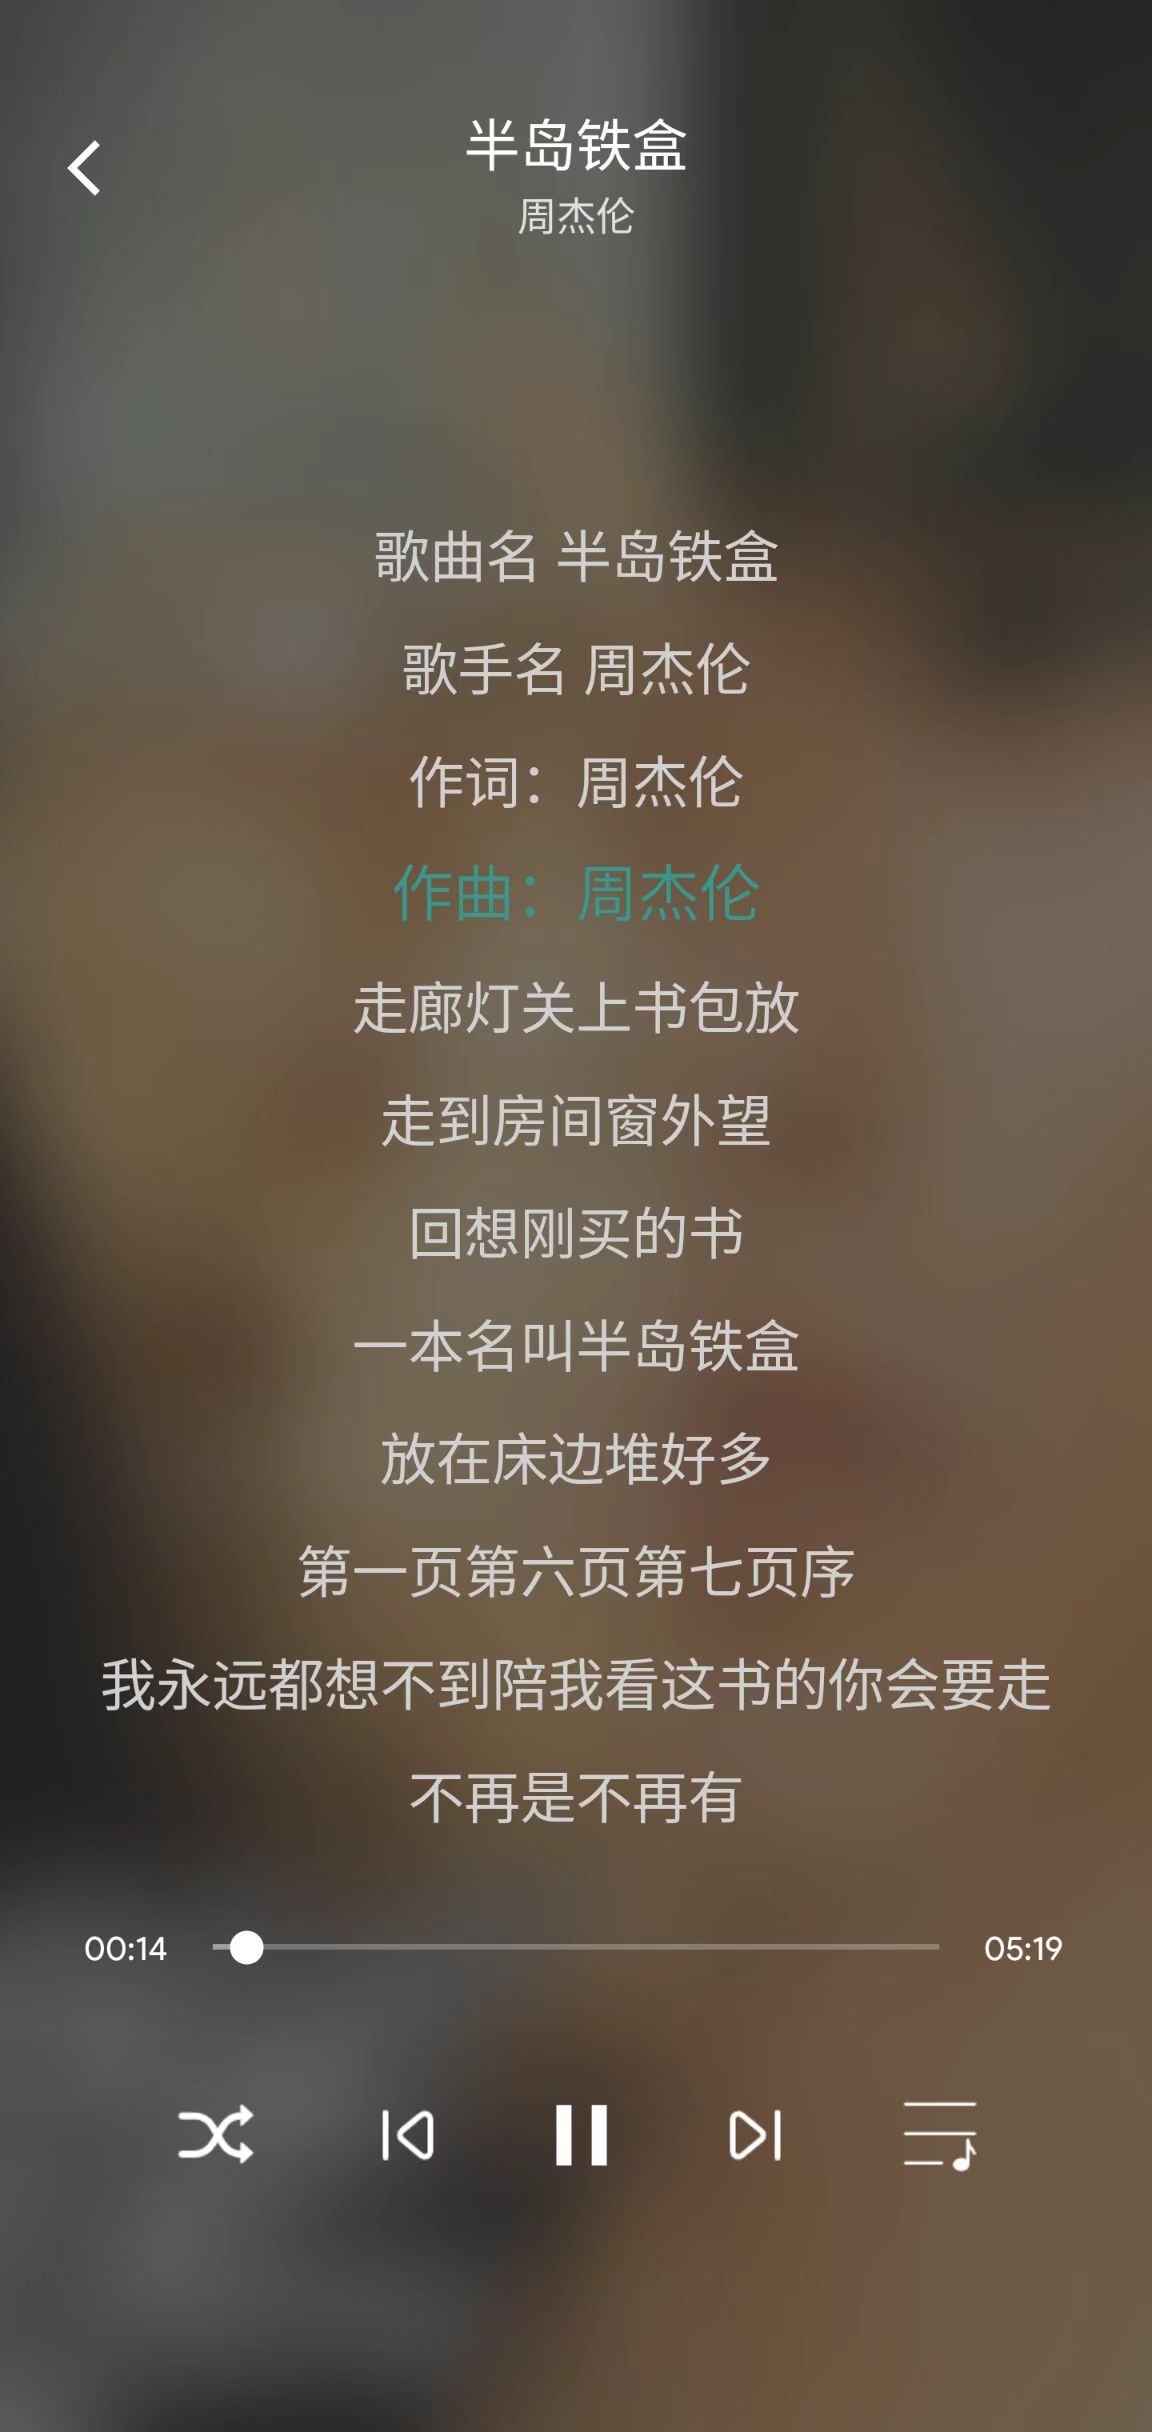 半岛铁盒
周杰伦
歌曲名 半岛铁盒
歌手名 周杰伦
作词：周杰伦
作曲：周杰伦
走廊灯关上书包放
走到房间窗外望
回想刚买的书
一本名叫半岛铁盒
放在床边堆好多
第一页第六页第七页序
我永远都想不到陪我看这书的你会要走
不再是不再有
00:14
05:19